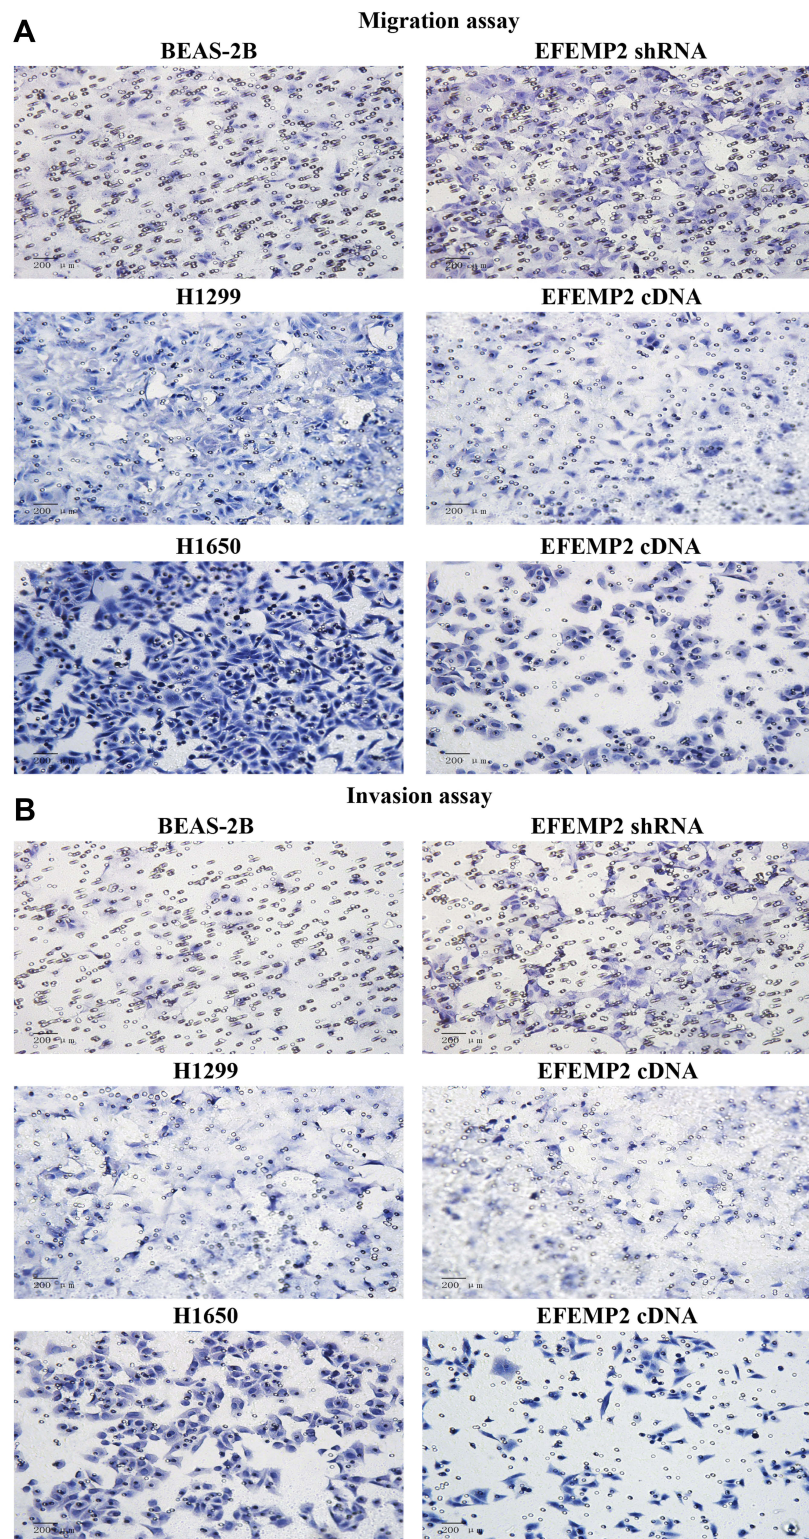 A
Migration assay
BEAS-2B EFEMP2 shRNA
200 μm 200 μm
H1299 EFEMP2 cDNA
200 μm 200 μm
H1650 EFEMP2 cDNA
200 μm 200 μm
B
Invasion assay
BEAS-2B EFEMP2 shRNA
200 μm 200 μm
H1299 EFEMP2 cDNA
200 μm 200 μm
H1650 EFEMP2 cDNA
200 μm 200 μm